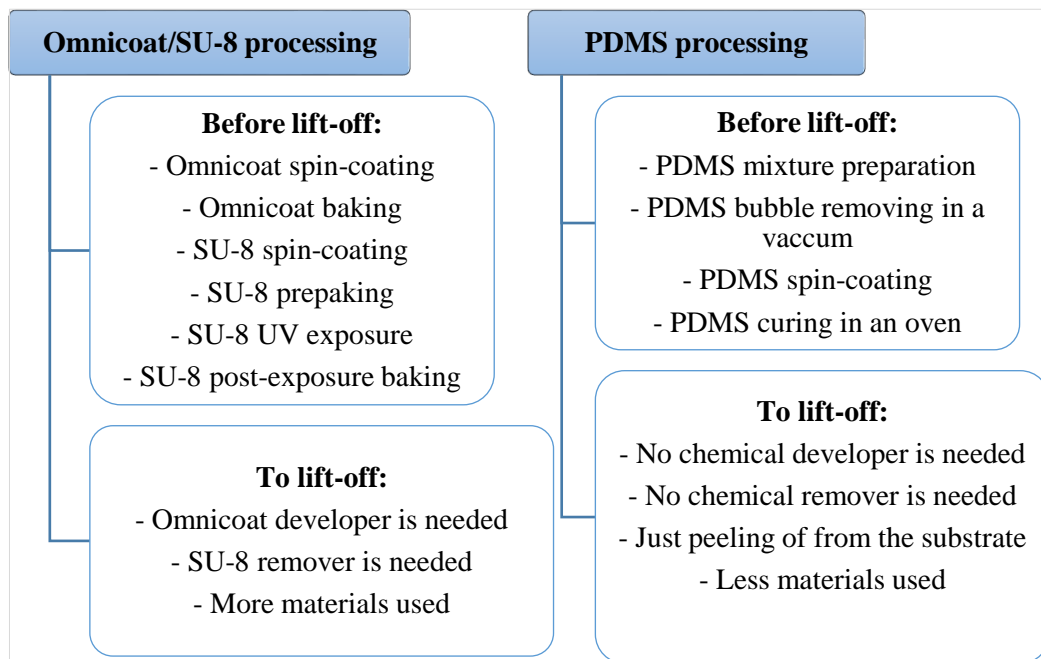 Omnicoat/SU-8 processing
Before lift-off:
- Omnicoat spin-coating
- Omnicoat baking
- SU-8 spin-coating
- SU-8 prepaking
- SU-8 UV exposure
- SU-8 post-exposure baking
To lift-off:
- Omnicoat developer is needed
- SU-8 remover is needed
- More materials used
PDMS processing
Before lift-off:
- PDMS mixture preparation
- PDMS bubble removing in a
vaccum
- PDMS spin-coating
- PDMS curing in an oven
To lift-off:
- No chemical developer is needed
- No chemical remover is needed
- Just peeling of from the substrate
- Less materials used